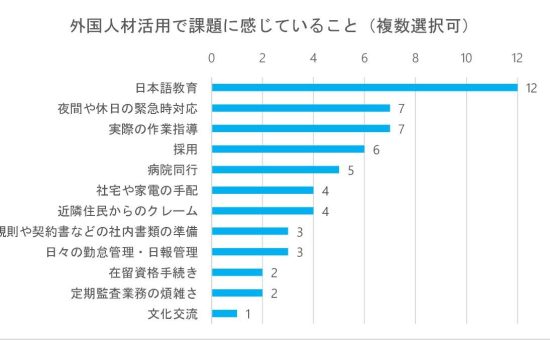 外国人材活用で課題に感じていること（複数選択可）
0 2 4 6 8 10 12
日本語教育 12
夜間や休日の緊急時対応 7
実際の作業指導 7
採用 6
病院同行 5
社宅や家電の手配 4
近隣住民からのクレーム 4
規則や契約書などの社内書類の準備 3
日々の勤怠管理・日報管理 3
在留資格手続き 2
定期監査業務の煩雑さ 2
文化交流 1